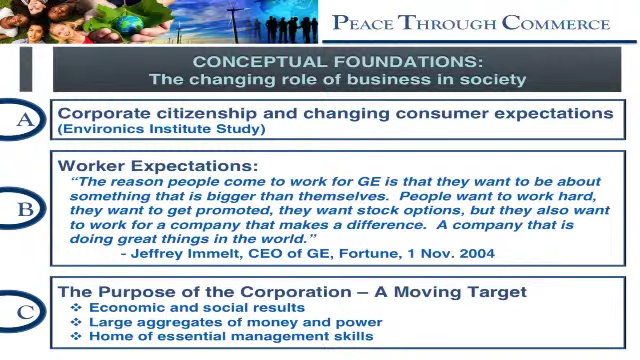 PEACE THROUGH COMMERCE
CONCEPTUAL FOUNDATIONS:
The changing role of business in society
A
Corporate citizenship and changing consumer expectations
(Environics Institute Study)
B
Worker Expectations:
“The reason people come to work for GE is that they want to be about
something that is bigger than themselves. People want to work hard,
they want to get promoted, they want stock options, but they also want
to work for a company that makes a difference. A company that is
doing great things in the world.”
- Jeffrey Immelt, CEO of GE, Fortune, 1 Nov. 2004
C
The Purpose of the Corporation – A Moving Target
❖ Economic and social results
❖ Large aggregates of money and power
❖ Home of essential management skills